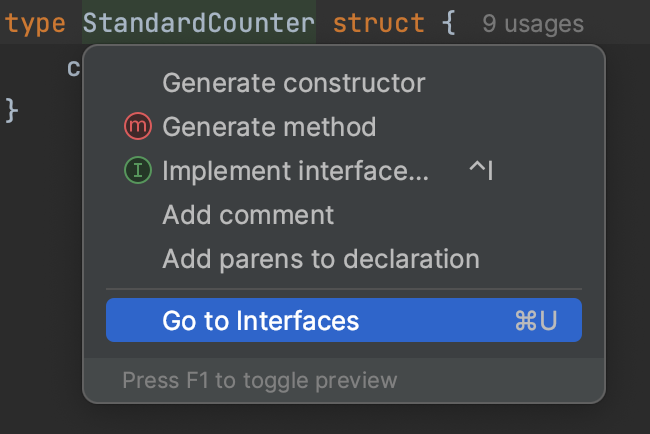 type StandardCounter struct { 9 usages
c
Generate constructor
m Generate method
I Implement interface... ^I
}
Add comment
Add parens to declaration
Go to Interfaces ⌘U
Press F1 to toggle preview